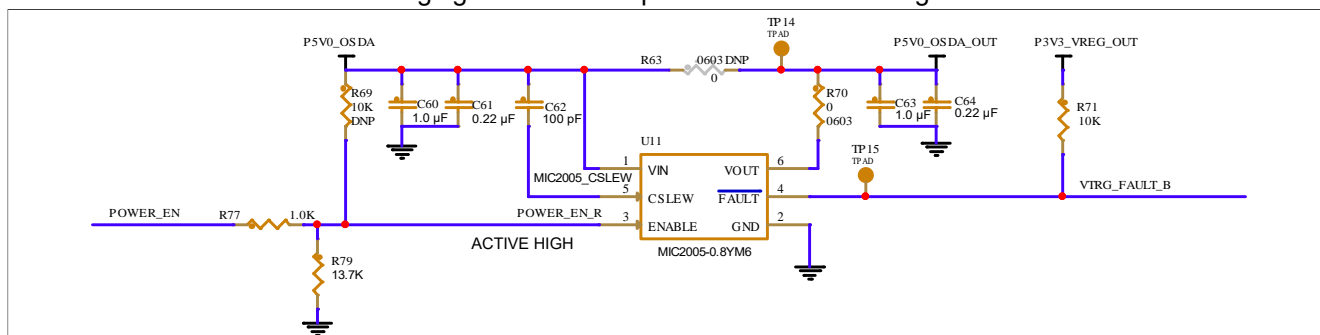 TP14
TPAD
P5V0_OSDA
P5V0_OSDA_OUT
P3V3_VREG_OUT
R63
0603DNP
0
R69
10K
DNP
C60
1.0 µF
C61
0.22 µF
C62
100 pF
R70
0
0603
C63
1.0 µF
C64
0.22 µF
R71
10K
U11
TP15
TPAD
1
VIN
VOUT
6
MIC2005_CSLEW
5
CSLEW
FAULT
4
VTRG_FAULT_B
POWER_EN
R77
1.0K
POWER_EN_R
3
ENABLE
GND
2
ACTIVE HIGH
MIC2005-0.8YM6
R79
13.7K